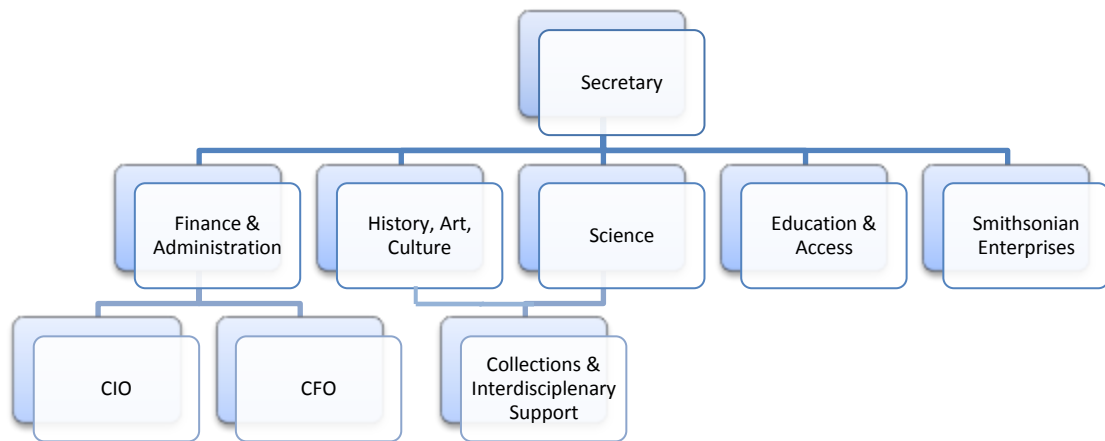 Secretary
Finance &
Administration
History, Art,
Culture
Science
Education &
Access
Smithsonian
Enterprises
CIO
CFO
Collections &
Interdisciplenary
Support